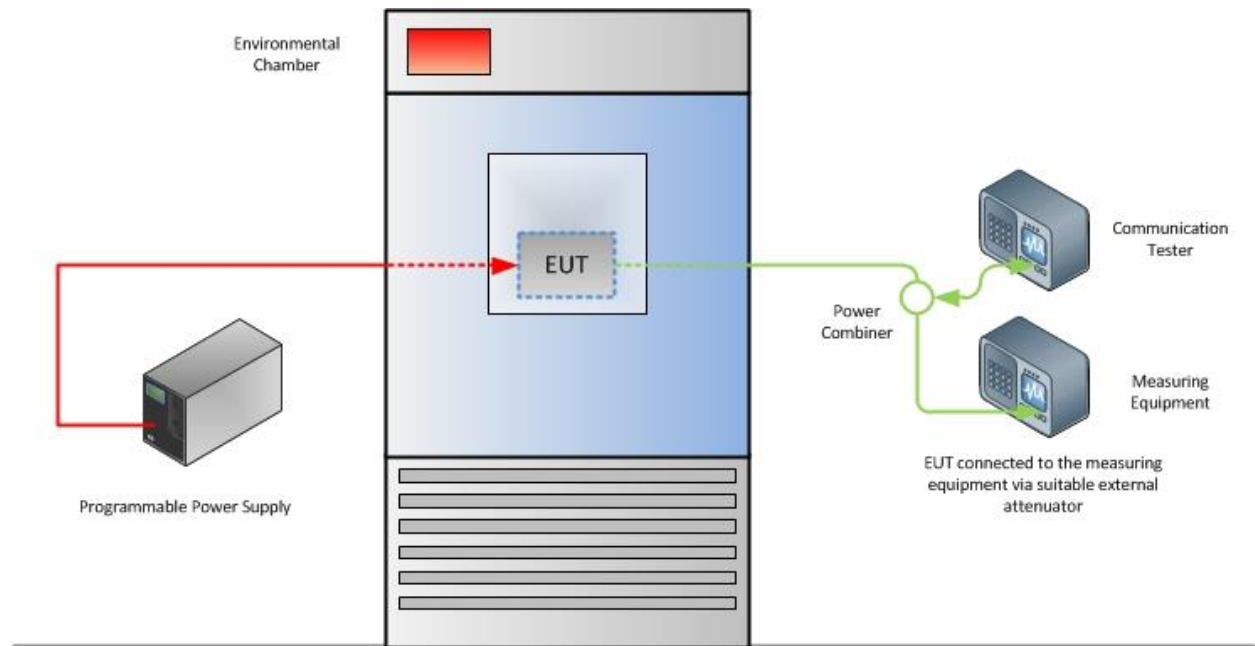 Environmental
Chamber
EUT
Communication
Tester
Power
Combiner
Measuring
Equipment
Programmable Power Supply
EUT connected to the measuring
equipment via suitable external
attenuator